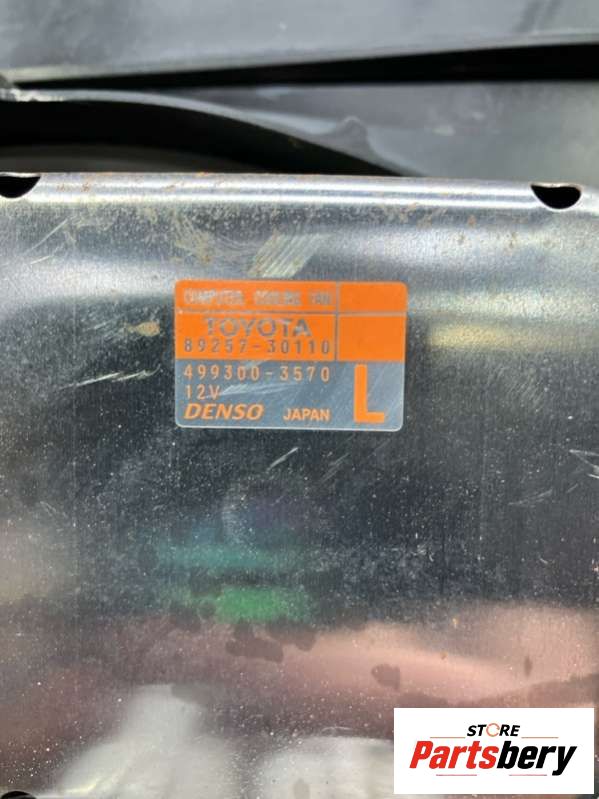 COMPUTER, COOLING FAN
TOYOTA
89257-30110
499300-3570
12V
DENSO JAPAN
L
STORE
Partsbery